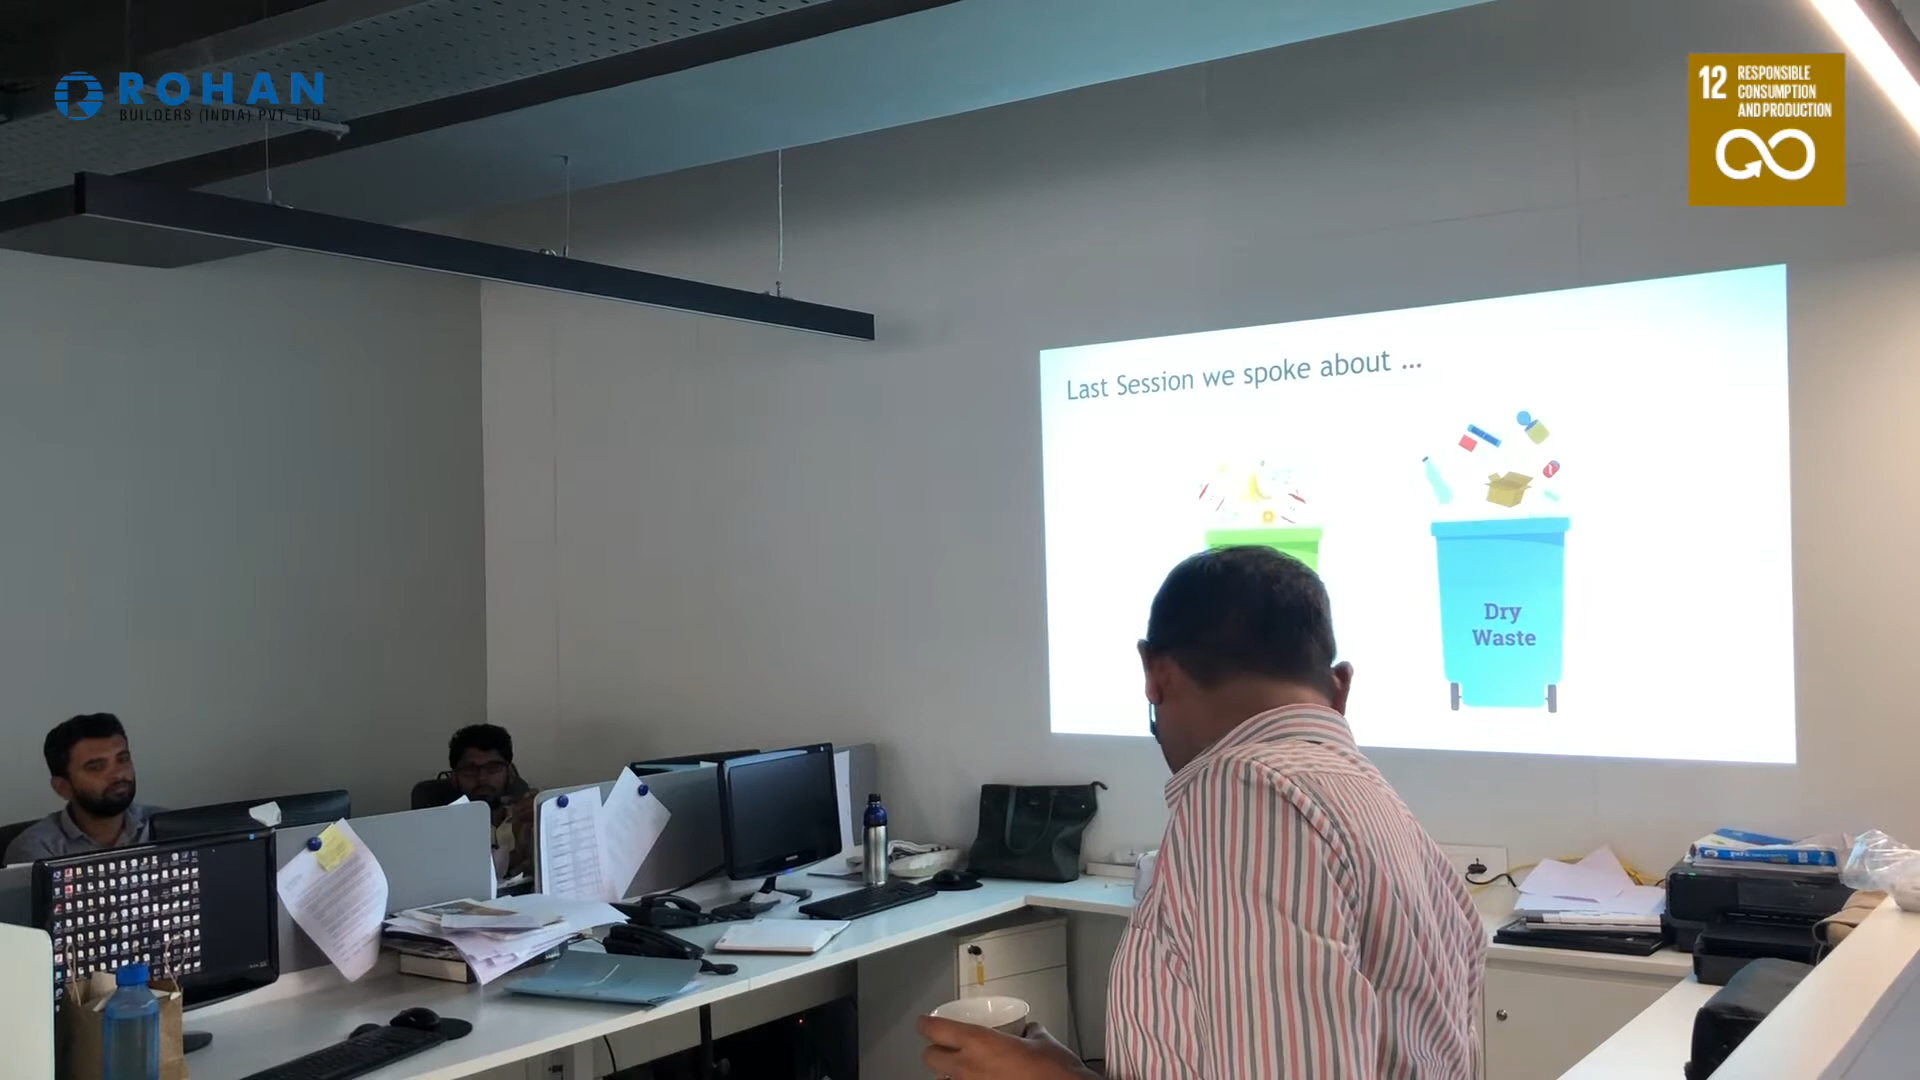 ROHAN
BUILDERS (INDIA) PVT. LTD
12 RESPONSIBLE
CONSUMPTION
AND PRODUCTION
Last Session we spoke about ...
Dry
Waste